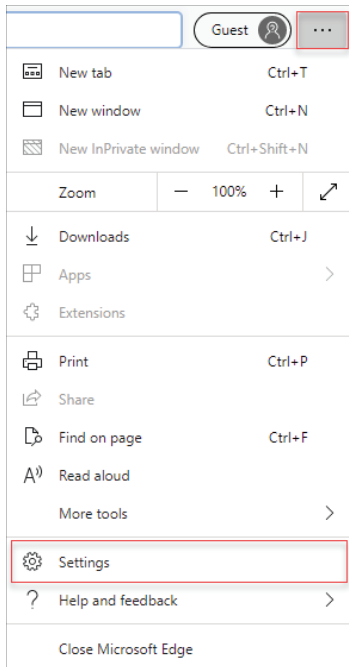 Guest ...
New tab Ctrl+T
New window Ctrl+N
New InPrivate window Ctrl+Shift+N
Zoom — 100% +
Downloads Ctrl+J
Apps
Extensions
Print Ctrl+P
Share
Find on page Ctrl+F
Read aloud
More tools
Settings
? Help and feedback
Close Microsoft Edge